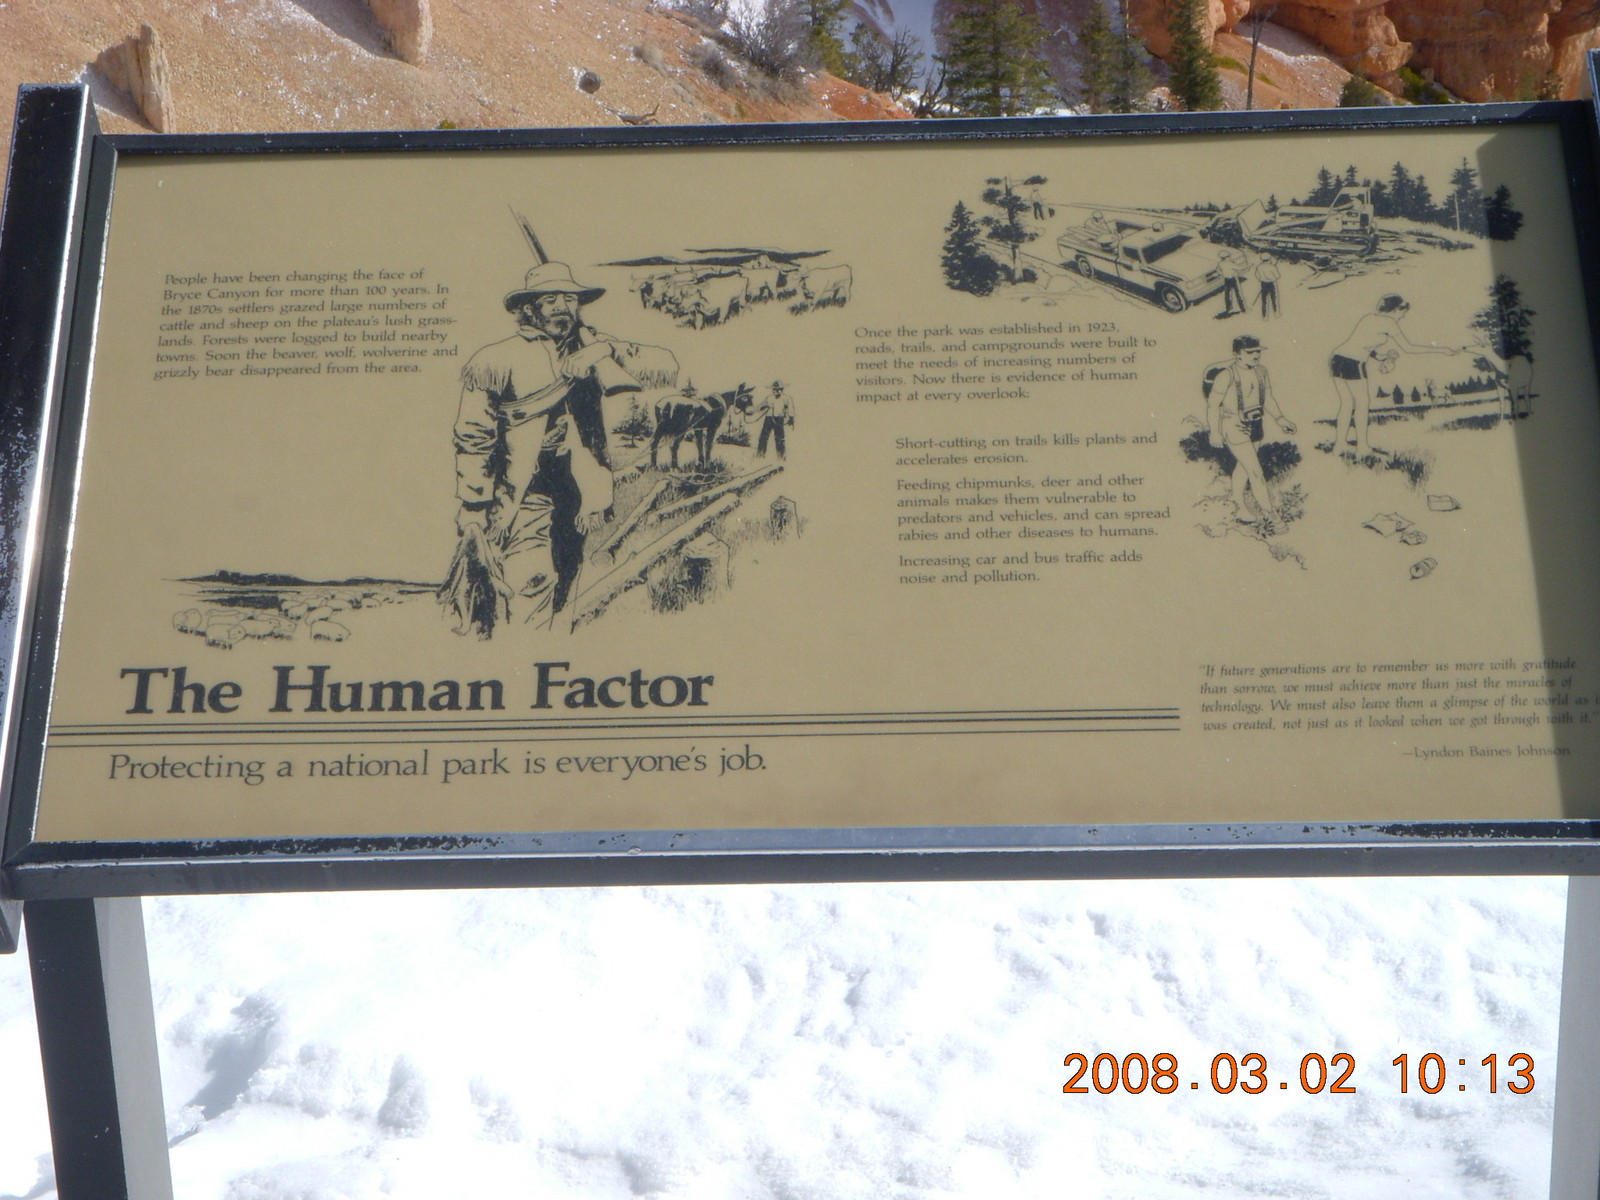 People have been changing the face of
Bryce Canyon for more than 100 years. In
the 1870s settlers grazed large numbers of
cattle and sheep on the plateau's lush grass-
lands. Forests were logged to build nearby
towns. Soon the beaver, wolf, wolverine and
grizzly bear disappeared from the area.
Once the park was established in 1923,
roads, trails, and campgrounds were built to
meet the needs of increasing numbers of
visitors. Now there is evidence of human
impact at every overlook:
Short-cutting on trails kills plants and
accelerates erosion.
Feeding chipmunks, deer and other
animals makes them vulnerable to
predators and vehicles, and can spread
rabies and other diseases to humans.
Increasing car and bus traffic adds
noise and pollution.
The Human Factor
Protecting a national park is everyone's job.
"If future generations are to remember us more with gratitude
than sorrow, we must achieve more than just the miracles of
technology. We must also leave them a glimpse of the world as it
was created, not just as it looked when we got through with it."
—Lyndon Baines Johnson
2008.03.02 10:13